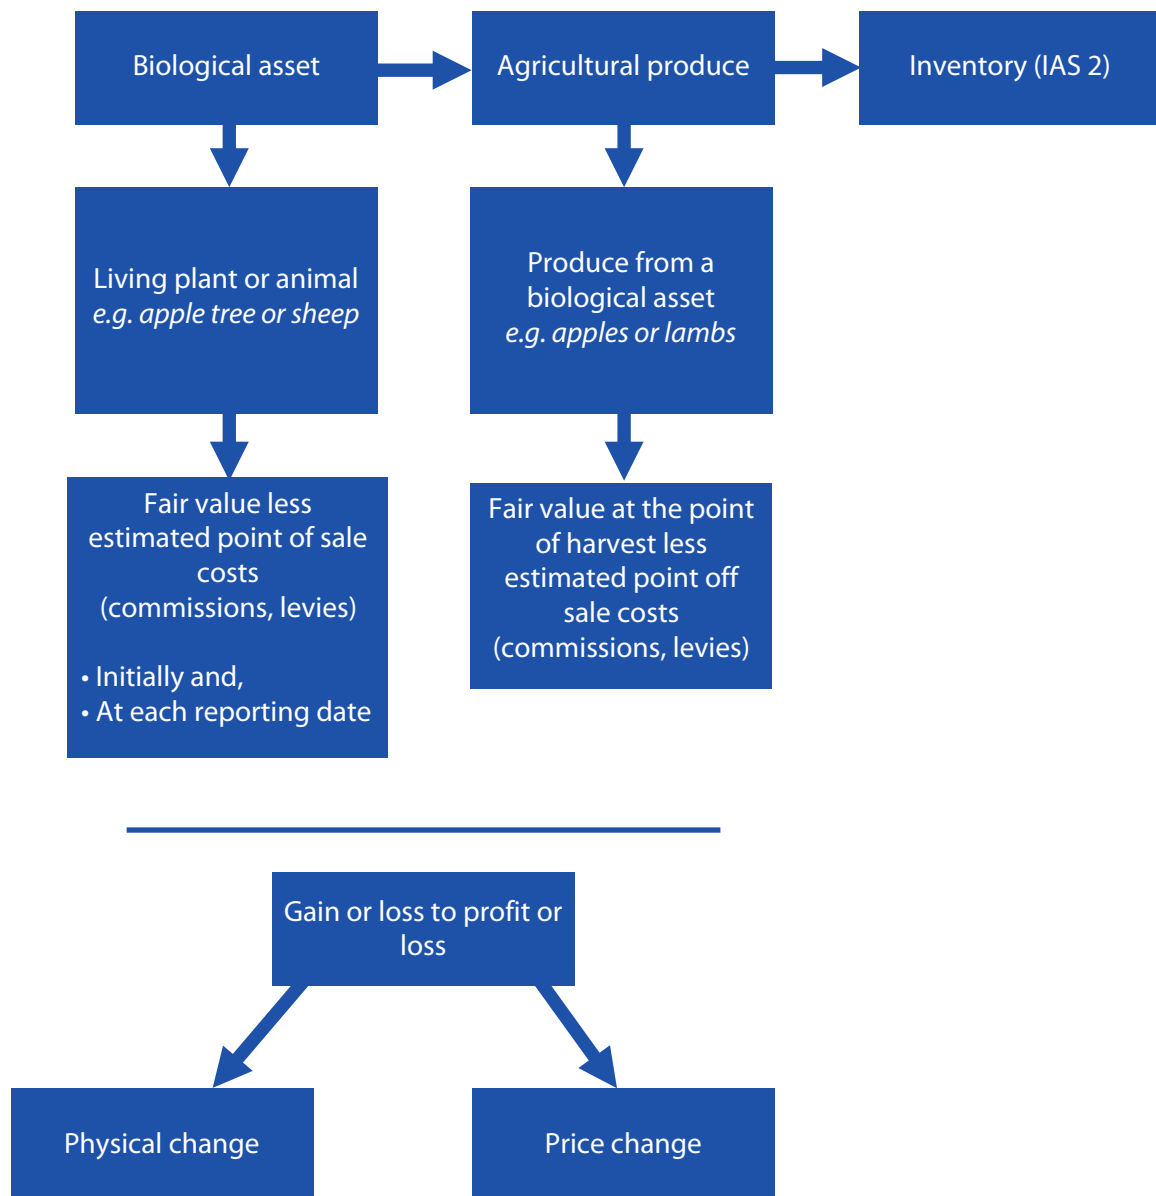 Biological asset
Agricultural produce
Inventory (IAS 2)
Living plant or animal
e.g. apple tree or sheep
Produce from a
biological asset
e.g. apples or lambs
Fair value less
estimated point of sale
costs
(commissions, levies)
• Initially and,
• At each reporting date
Fair value at the point
of harvest less
estimated point off
sale costs
(commissions, levies)
Gain or loss to profit or
loss
Physical change
Price change